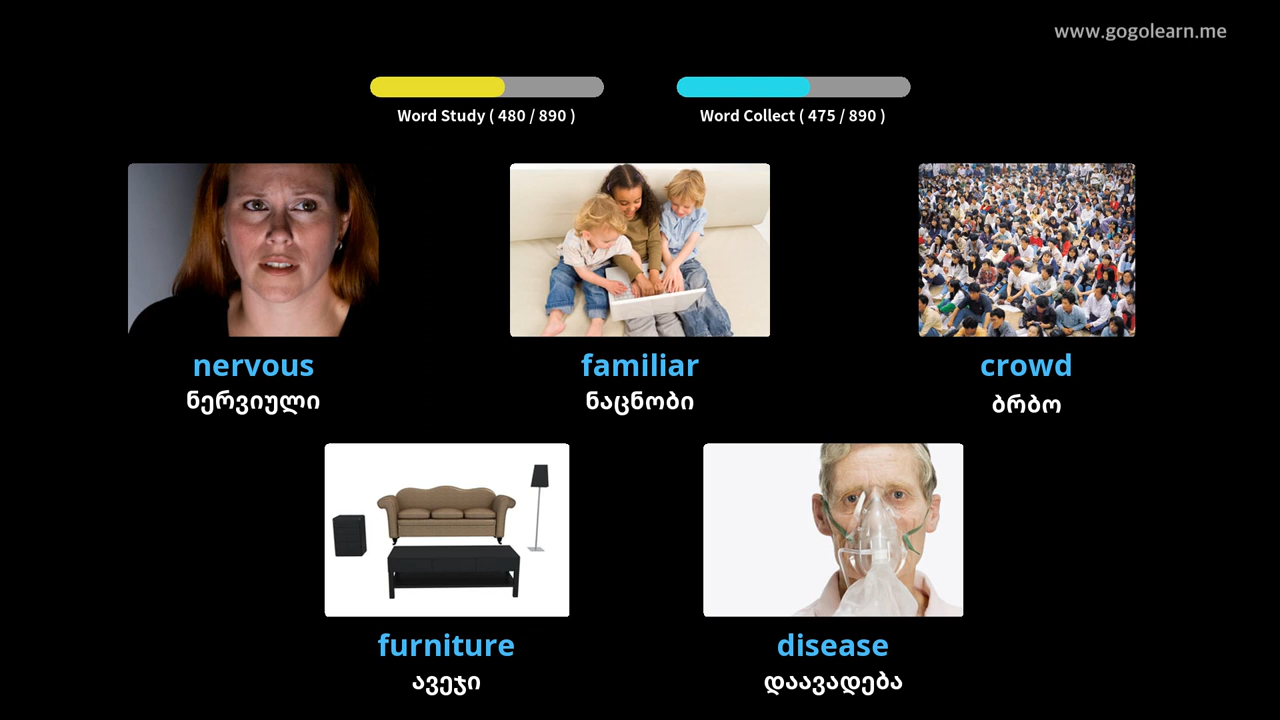 www.gogolearn.me
Word Study ( 480 / 890 )
Word Collect ( 475 / 890 )
nervous
ნერვიული
familiar
ნაცნობი
crowd
ბრბო
furniture
ავეჯი
disease
დაავადება